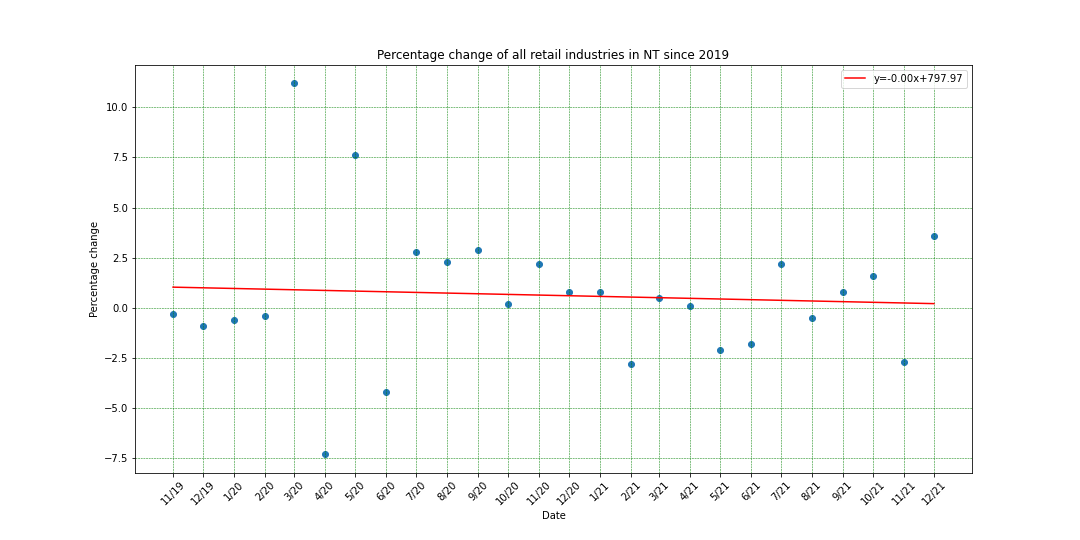 Percentage change of all retail industries in NT since 2019
y=-0.00x+797.97
Percentage change
10.0
7.5
5.0
2.5
0.0
−2.5
−5.0
−7.5
11/19 12/19 1/20 2/20 3/20 4/20 5/20 6/20 7/20 8/20 9/20 10/20 11/20 12/20 1/21 2/21 3/21 4/21 5/21 6/21 7/21 8/21 9/21 10/21 11/21 12/21
Date